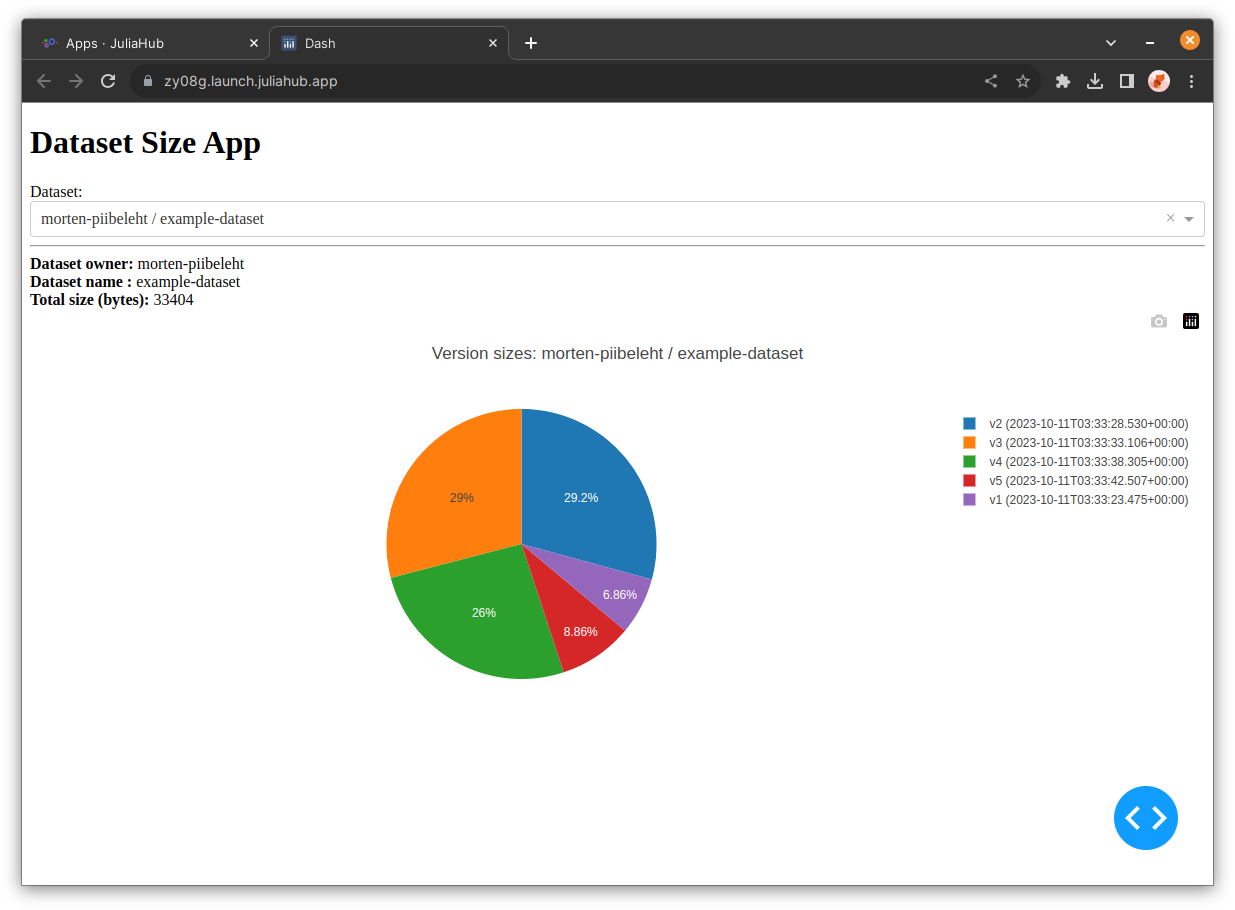 Apps · JuliaHub
Dash
zy08g.launch.juliahub.app
Dataset Size App
Dataset:
morten-piibeleht / example-dataset
Dataset owner: morten-piibeleht
Dataset name : example-dataset
Total size (bytes): 33404
Version sizes: morten-piibeleht / example-dataset
v2 (2023-10-11T03:33:28.530+00:00)
v3 (2023-10-11T03:33:33.106+00:00)
v4 (2023-10-11T03:33:38.305+00:00)
v5 (2023-10-11T03:33:42.507+00:00)
v1 (2023-10-11T03:33:23.475+00:00)
29%
29.2%
6.86%
26%
8.86%